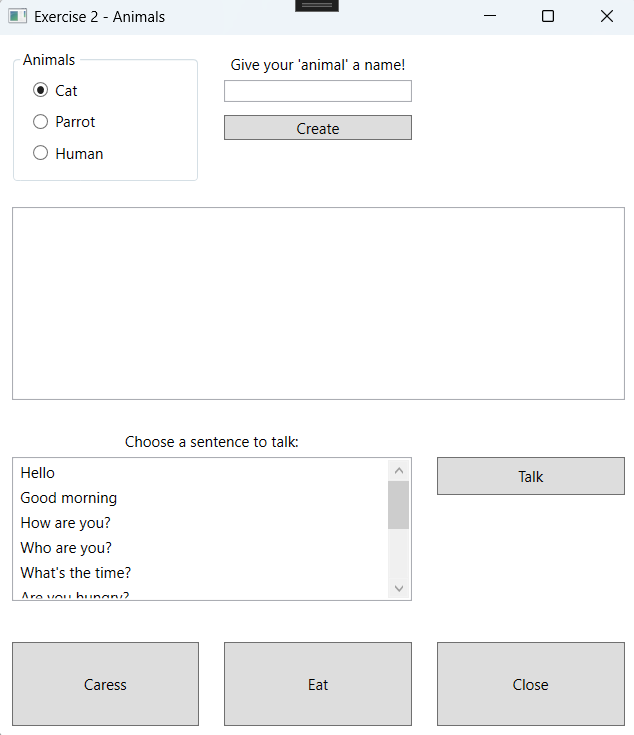 Exercise 2 - Animals
Animals
Cat
Parrot
Human
Give your 'animal' a name!
Create
Choose a sentence to talk:
Hello
Good morning
How are you?
Who are you?
What's the time?
Are you hungry?
Talk
Caress
Eat
Close